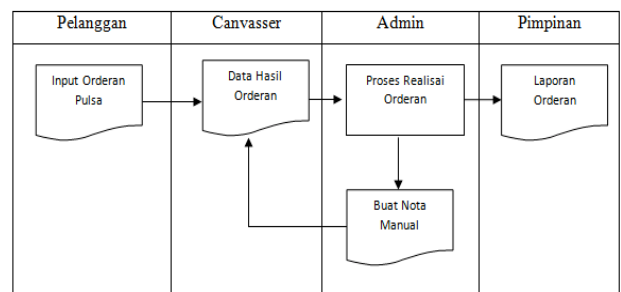 Pelanggan
Canvasser
Admin
Pimpinan
Input Orderan
Pulsa
Data Hasil
Orderan
Proses Realisai
Orderan
Laporan
Orderan
Buat Nota
Manual